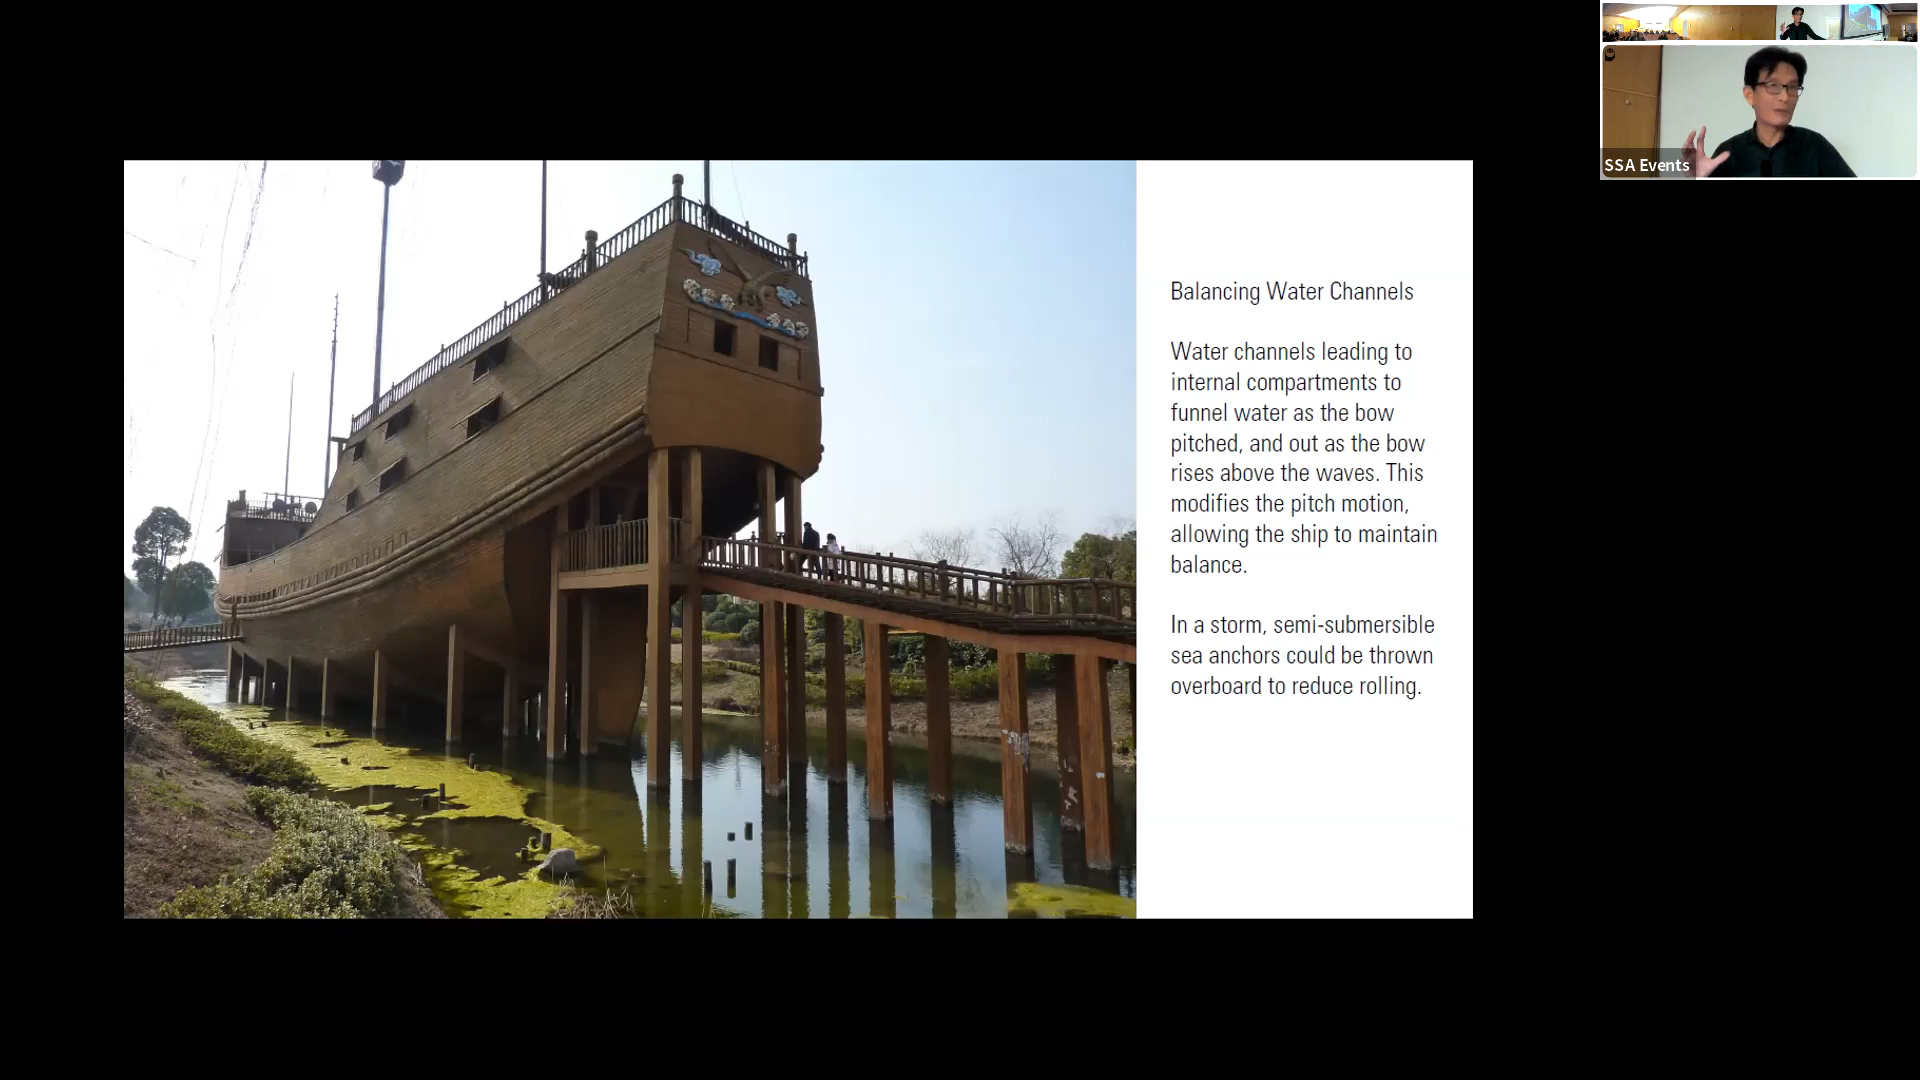 SSA Events
Balancing Water Channels
Water channels leading to
internal compartments to
funnel water as the bow
pitched, and out as the bow
rises above the waves. This
modifies the pitch motion,
allowing the ship to maintain
balance.
In a storm, semi-submersible
sea anchors could be thrown
overboard to reduce rolling.